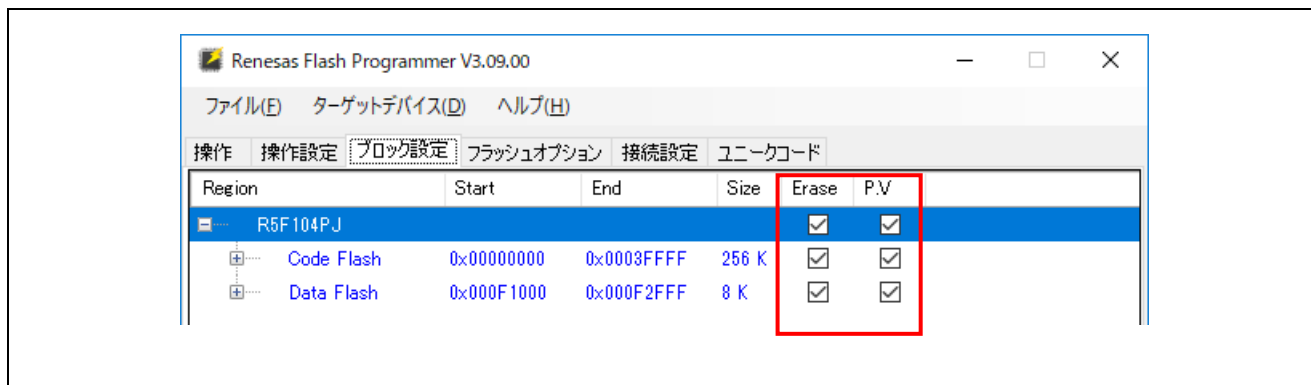 Renesas Flash Programmer V3.09.00
ファイル(F) ターゲットデバイス(D) ヘルプ(H)
操作 操作設定 ブロック設定 フラッシュオプション 接続設定 ユニークコード
Region Start End Size Erase P.V
R5F104PJ
Code Flash 0x00000000 0x0003FFFF 256 K
Data Flash 0x000F1000 0x000F2FFF 8 K